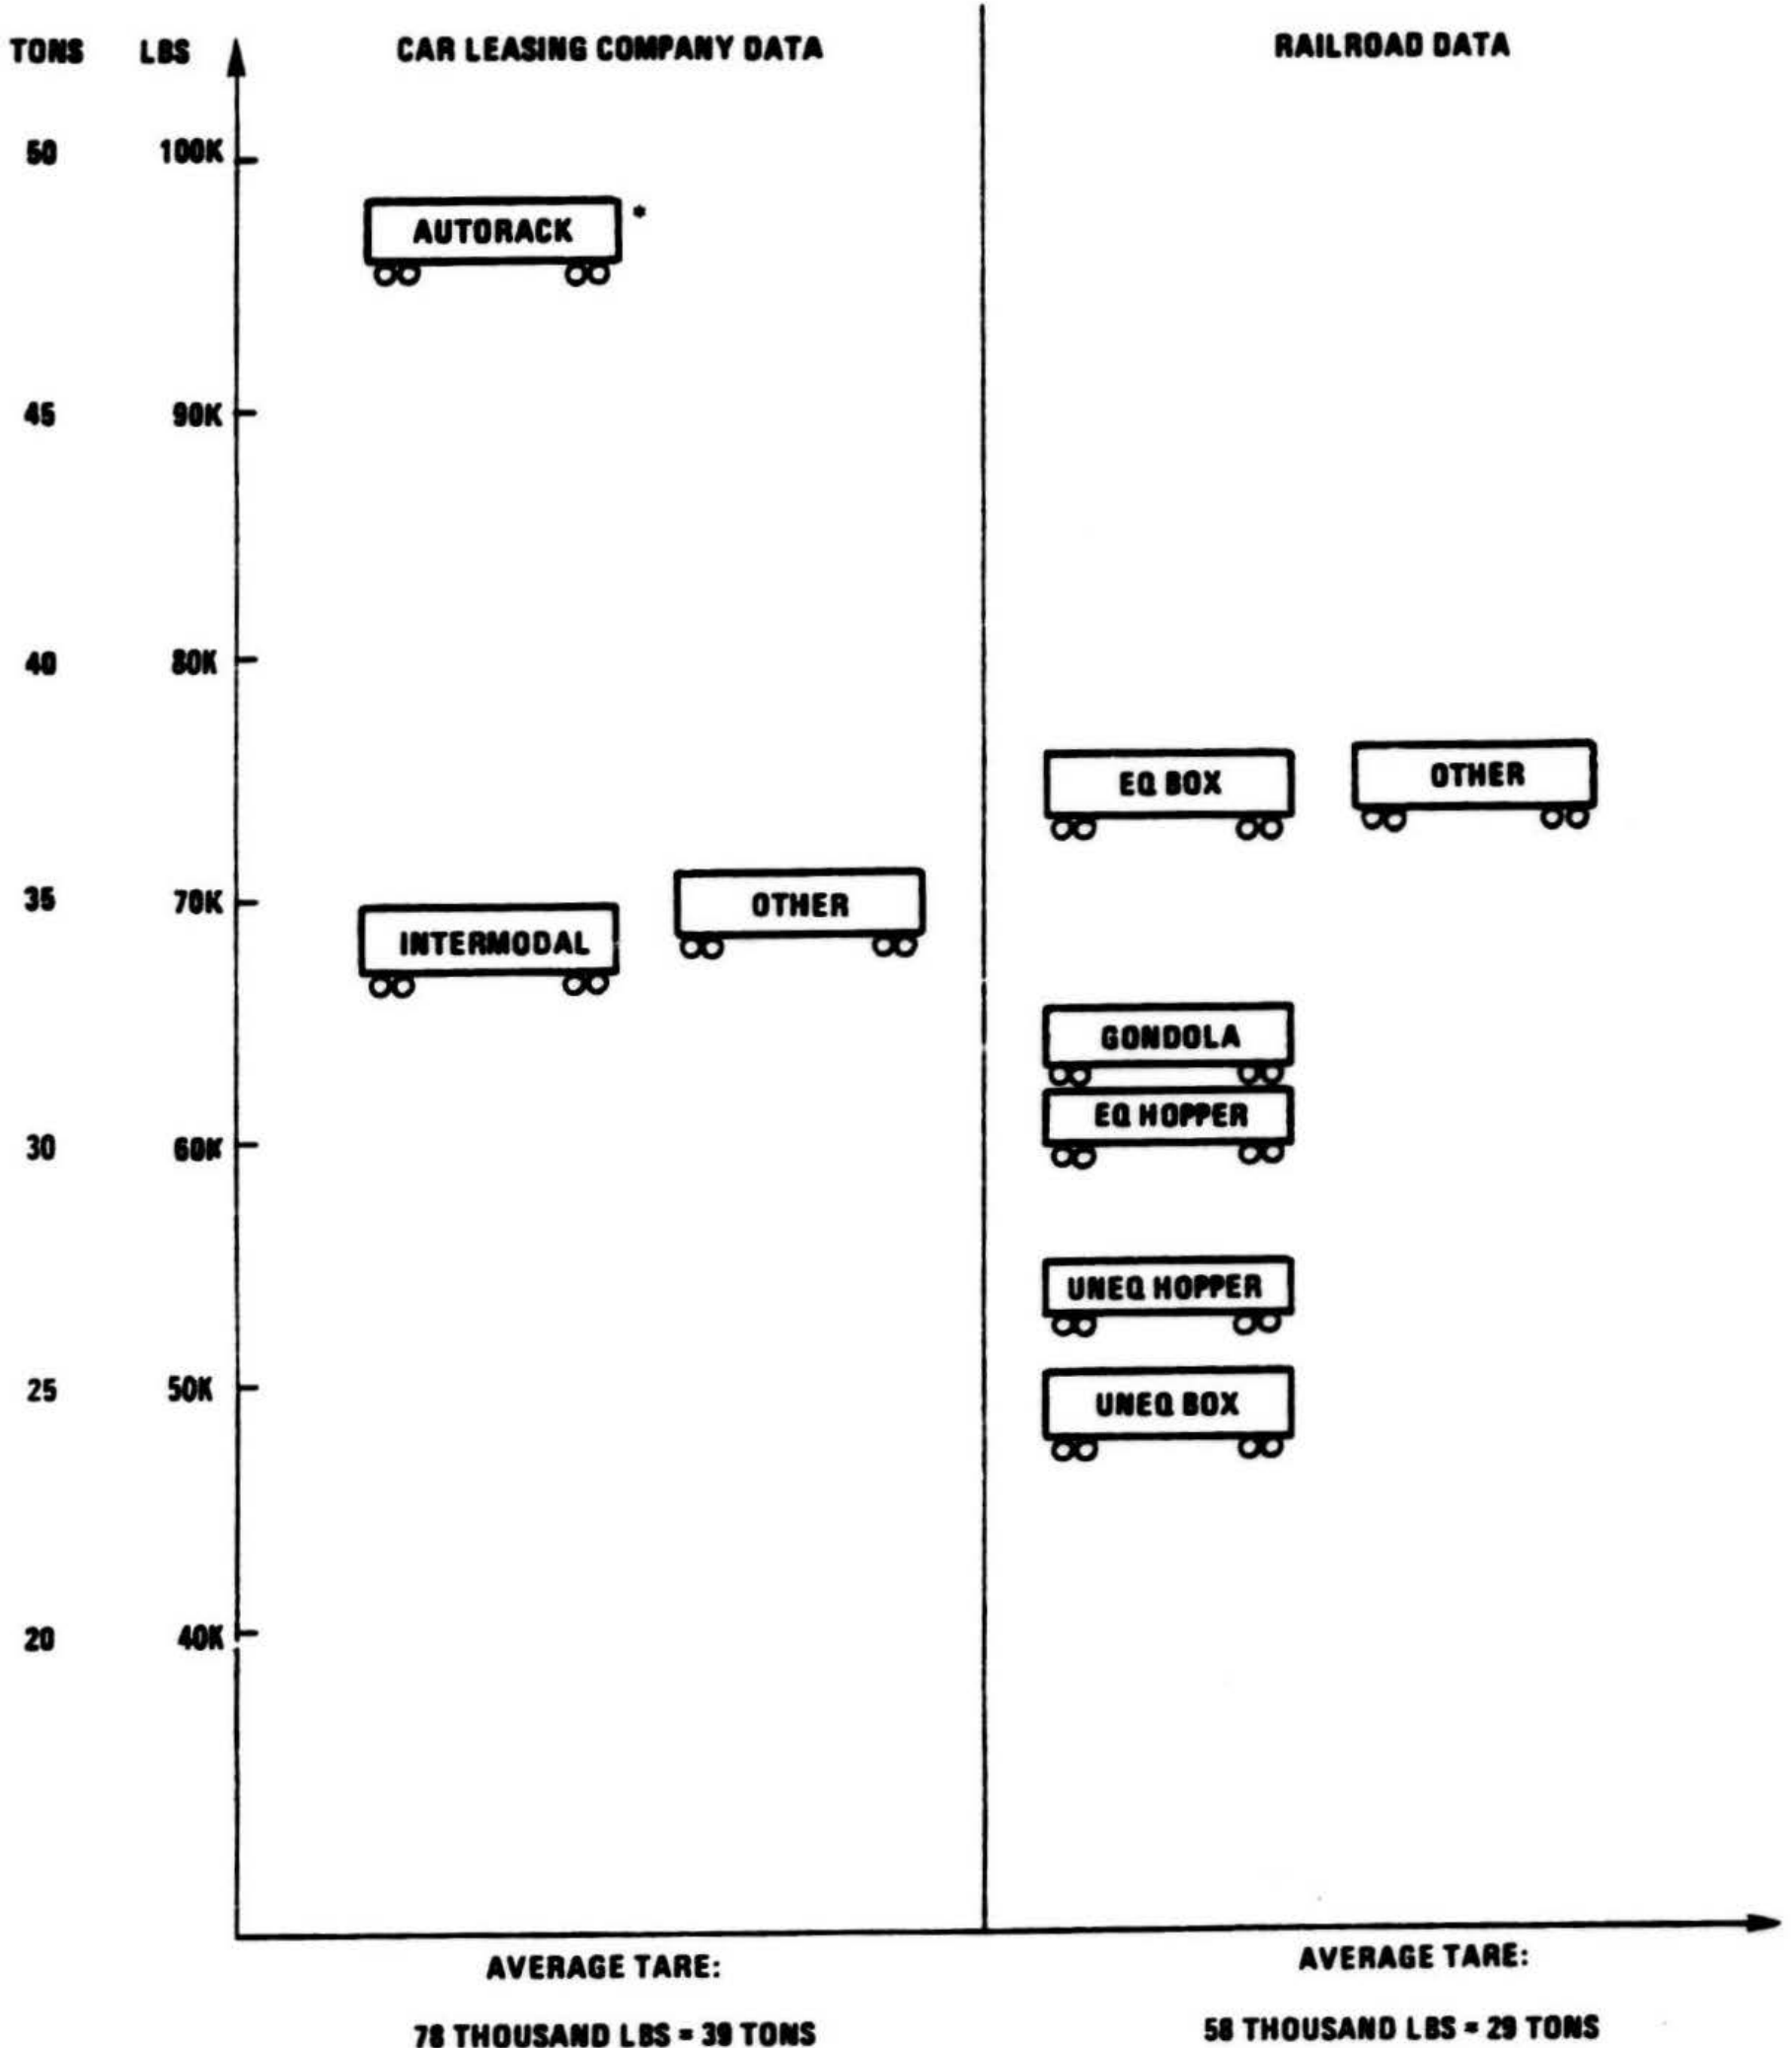 TONS LBS CAR LEASING COMPANY DATA RAILROAD DATA
50 100K
AUTORACK *
45 90K
40 80K
EQ BOX OTHER
35 70K OTHER
INTERMODAL
GONDOLA
EQ HOPPER
30 60K
UNEQ HOPPER
25 50K
UNEQ BOX
20 40K
AVERAGE TARE: AVERAGE TARE:
78 THOUSAND LBS = 39 TONS 58 THOUSAND LBS = 29 TONS